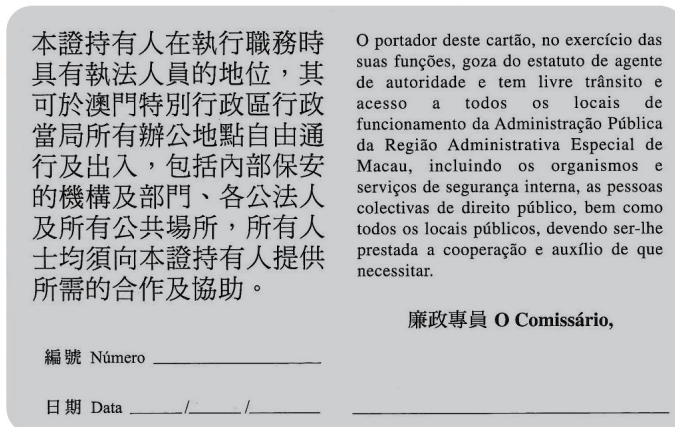 本證持有人在執行職務時
具有執法人員的地位，其
可於澳門特別行政區行政
當局所有辦公地點自由通
行及出入，包括內部保安
的機構及部門、各公法人
及所有公共場所，所有人
士均須向本證持有人提供
所需的合作及協助。
編號 Número
日期 Data / /
O portador deste cartão, no exercício das
suas funções, goza do estatuto de agente
de autoridade e tem livre trânsito e
acesso a todos os locais de
funcionamento da Administração Pública
da Região Administrativa Especial de
Macau, incluindo os organismos e
serviços de segurança interna, as pessoas
colectivas de direito público, bem como
todos os locais públicos, devendo ser-lhe
prestada a cooperação e auxílio de que
necessitar.
廉政專員 O Comissário,